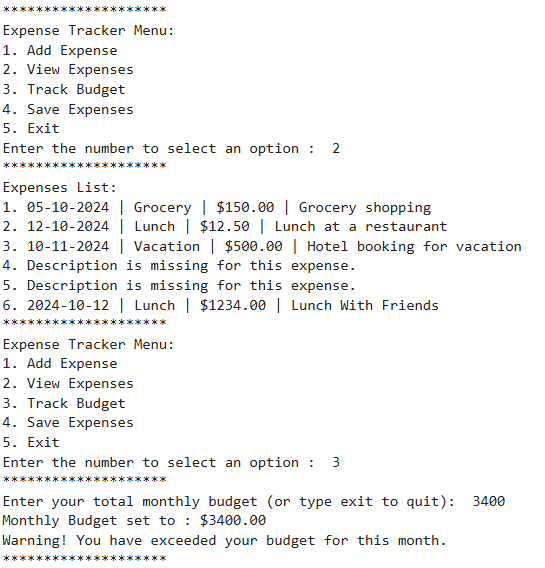 ********************
Expense Tracker Menu:
1. Add Expense
2. View Expenses
3. Track Budget
4. Save Expenses
5. Exit
Enter the number to select an option :  2
********************
Expenses List:
1. 05-10-2024 | Grocery | $150.00 | Grocery shopping
2. 12-10-2024 | Lunch | $12.50 | Lunch at a restaurant
3. 10-11-2024 | Vacation | $500.00 | Hotel booking for vacation
4. Description is missing for this expense.
5. Description is missing for this expense.
6. 2024-10-12 | Lunch | $1234.00 | Lunch With Friends
********************
Expense Tracker Menu:
1. Add Expense
2. View Expenses
3. Track Budget
4. Save Expenses
5. Exit
Enter the number to select an option :  3
********************
Enter your total monthly budget (or type exit to quit):  3400
Monthly Budget set to : $3400.00
Warning! You have exceeded your budget for this month.
********************